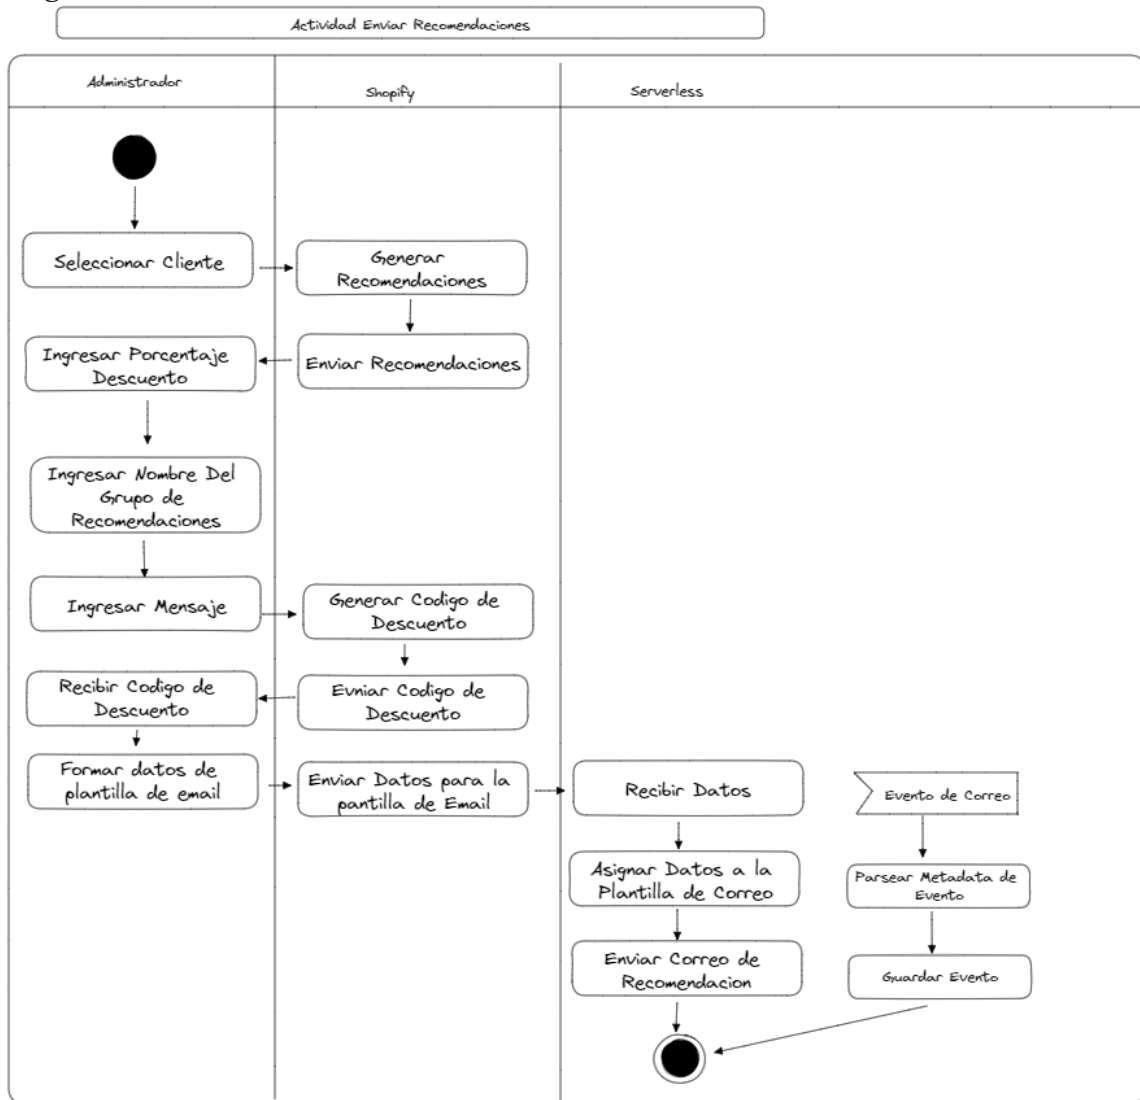 Actividad Enviar Recomendaciones
Administrador
Shopify
Serverless
Seleccionar Cliente
Generar
Recomendaciones
Ingresar Porcentaje
Descuento
Enviar Recomendaciones
Ingresar Nombre Del
Grupo de
Recomendaciones
Ingresar Mensaje
Generar Codigo de
Descuento
Recibir Codigo de
Descuento
Evniar Codigo de
Descuento
Formar datos de
plantilla de email
Enviar Datos para la
pantilla de Email
Recibir Datos
Evento de Correo
Asignar Datos a la
Plantilla de Correo
Parsear Metadata de
Evento
Enviar Correo de
Recomendacion
Guardar Evento